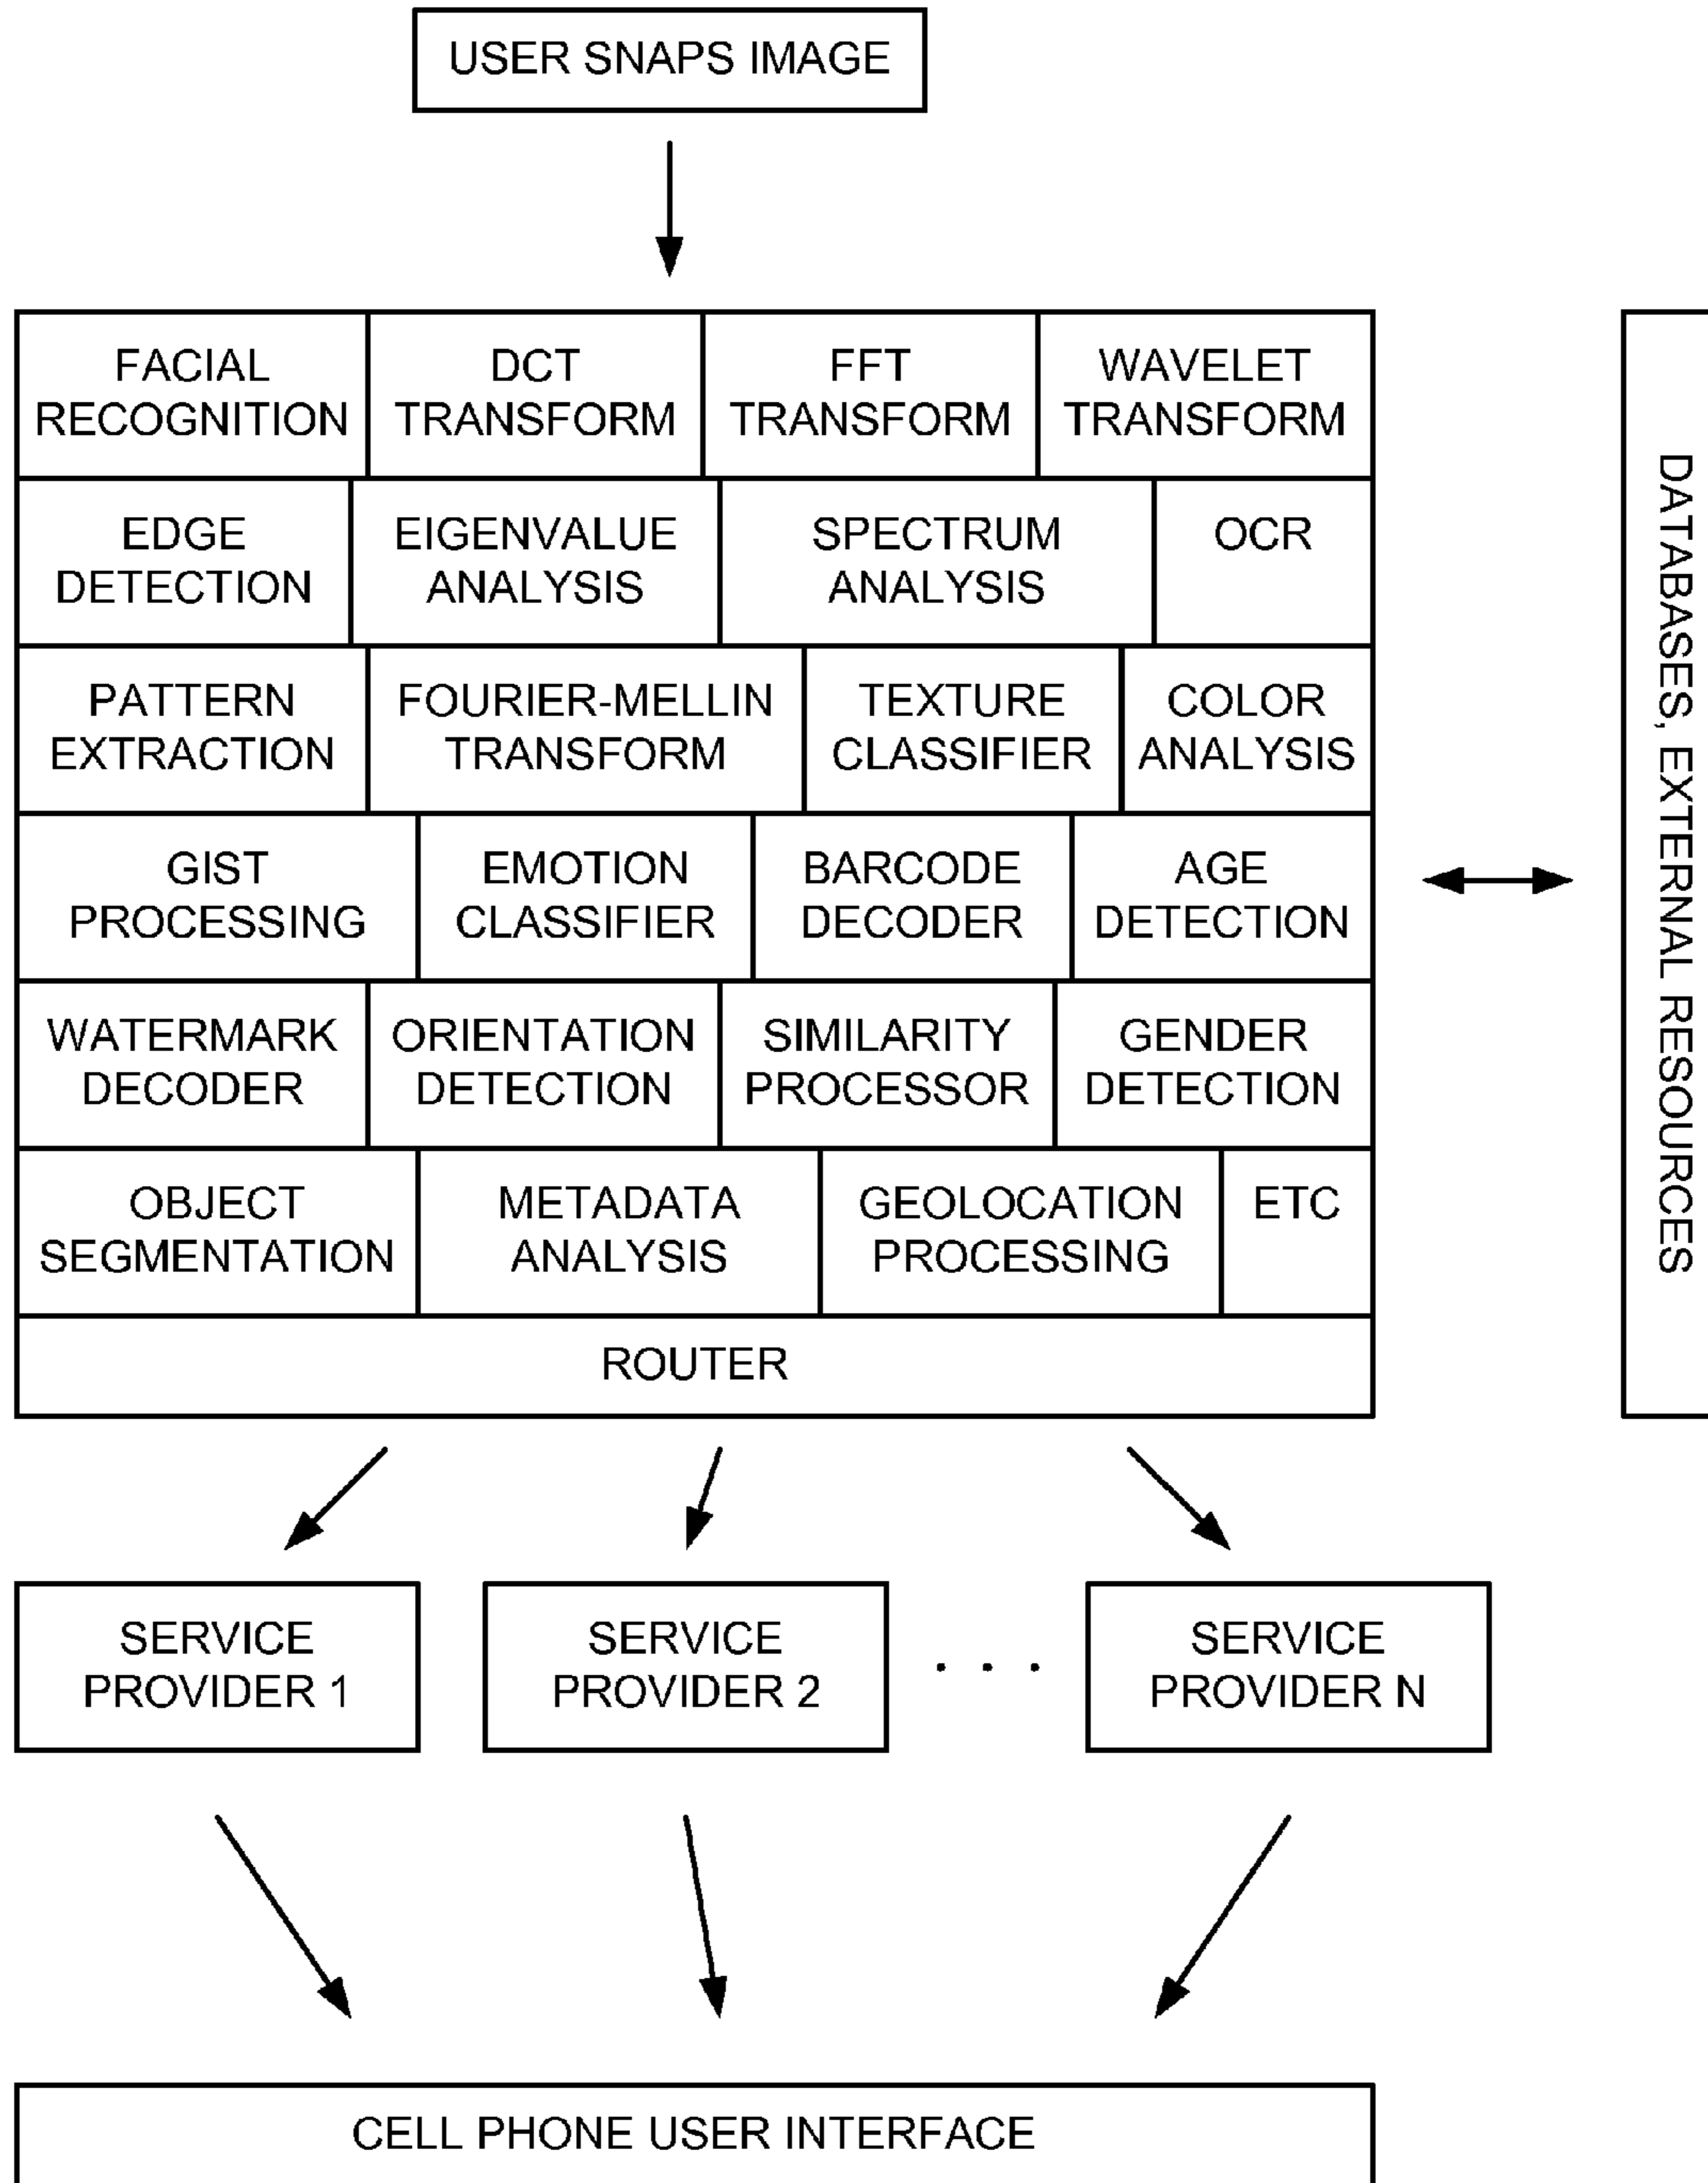 USER SNAPS IMAGE
FACIAL
RECOGNITION
DCT
TRANSFORM
FFT
TRANSFORM
WAVELET
TRANSFORM
EDGE
DETECTION
EIGENVALUE
ANALYSIS
SPECTRUM
ANALYSIS
OCR
PATTERN
EXTRACTION
FOURIER-MELLIN
TRANSFORM
TEXTURE
CLASSIFIER
COLOR
ANALYSIS
GIST
PROCESSING
EMOTION
CLASSIFIER
BARCODE
DECODER
AGE
DETECTION
WATERMARK
DECODER
ORIENTATION
DETECTION
SIMILARITY
PROCESSOR
GENDER
DETECTION
OBJECT
SEGMENTATION
METADATA
ANALYSIS
GEOLOCATION
PROCESSING
ETC
ROUTER
DATABASES, EXTERNAL RESOURCES
SERVICE
PROVIDER 1
SERVICE
PROVIDER 2
. . .
SERVICE
PROVIDER N
CELL PHONE USER INTERFACE